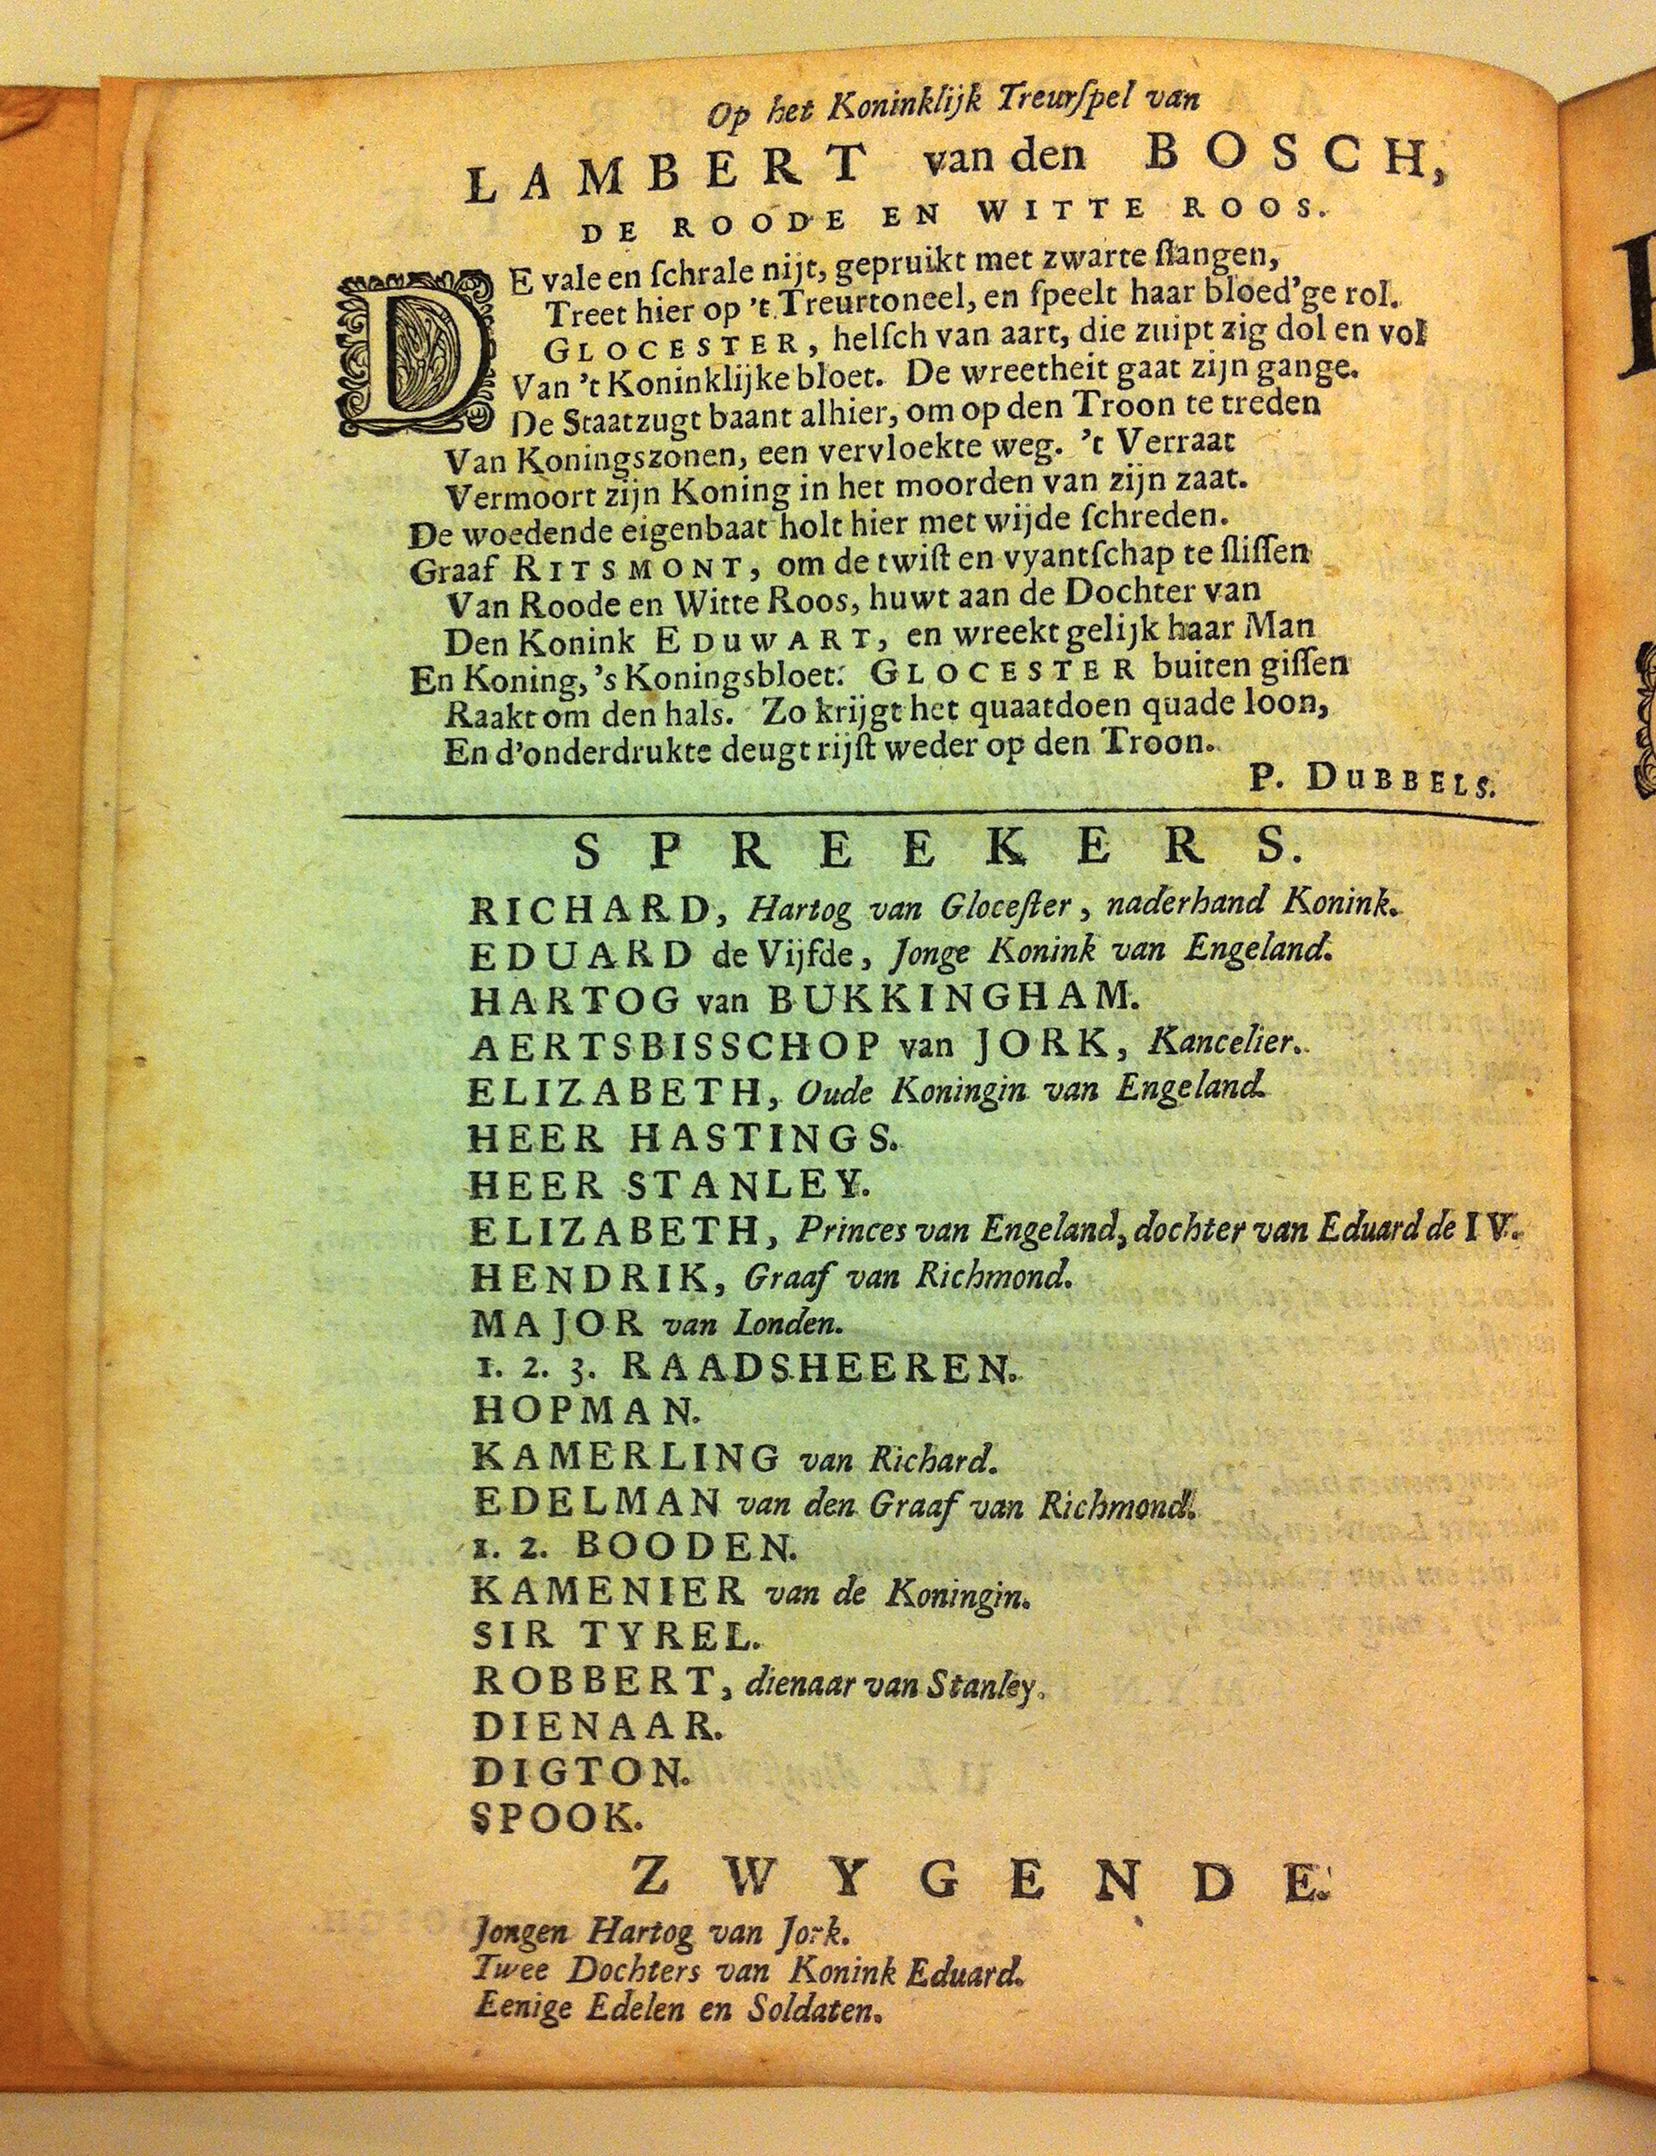 Op het Koninklijk Treurſpel van
LAMBERT van den BOSCH,
DE ROODE EN WITTE ROOS.
DE vale en ſchrale nijt, gepruikt met zwarte ſlangen,
Treet hier op 't Treurtoneel, en ſpeelt haar bloed'ge rol.
GLOCESTER, helſch van aart, die zuipt zig dol en vol
Van 't Koninklijke bloet. De wreetheit gaat zijn gange.
De Staatzugt baant alhier, om op den Troon te treden
Van Koningszonen, een vervloekte weg. 't Verraat
Vermoort zijn Koning in het moorden van zijn zaat.
De woedende eigenbaat holt hier met wijde ſchreden.
Graaf RITSMONT, om de twiſt en vyantſchap te ſliſſen
Van Roode en Witte Roos, huwt aan de Dochter van
Den Konink EDUWART, en wreekt gelijk haar Man
En Koning, 's Koningsbloet: GLOCESTER buiten giſſen
Raakt om den hals. Zo krijgt het quaatdoen quade loon,
En d'onderdrukte deugt rijſt weder op den Troon.
P. DUBBELS.
SPREEKERS.
RICHARD, Hartog van Gloceſter, naderhand Konink.
EDUARD de Vijfde, Jonge Konink van Engeland.
HARTOG van BUKKINGHAM.
AERTSBISSCHOP van JORK, Kancelier.
ELIZABETH, Oude Koningin van Engeland.
HEER HASTINGS.
HEER STANLEY.
ELIZABETH, Princes van Engeland, dochter van Eduard de IV.
HENDRIK, Graaf van Richmond.
MAJOR van Londen.
1. 2. 3. RAADSHEEREN.
HOPMAN.
KAMERLING van Richard.
EDELMAN van den Graaf van Richmond.
1. 2. BOODEN.
KAMENIER van de Koningin.
SIR TYREL.
ROBBERT, dienaar van Stanley.
DIENAAR.
DIGTON.
SPOOK.
ZWYGENDE.
Jongen Hartog van Jork.
Twee Dochters van Konink Eduard.
Eenige Edelen en Soldaten.